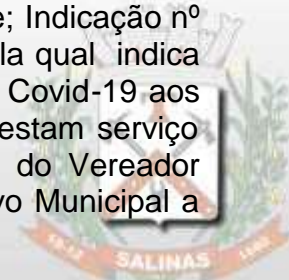 e; Indicação nº
la qual indica
Covid-19 aos
estam serviço
do Vereador
vo Municipal a
SALINAS